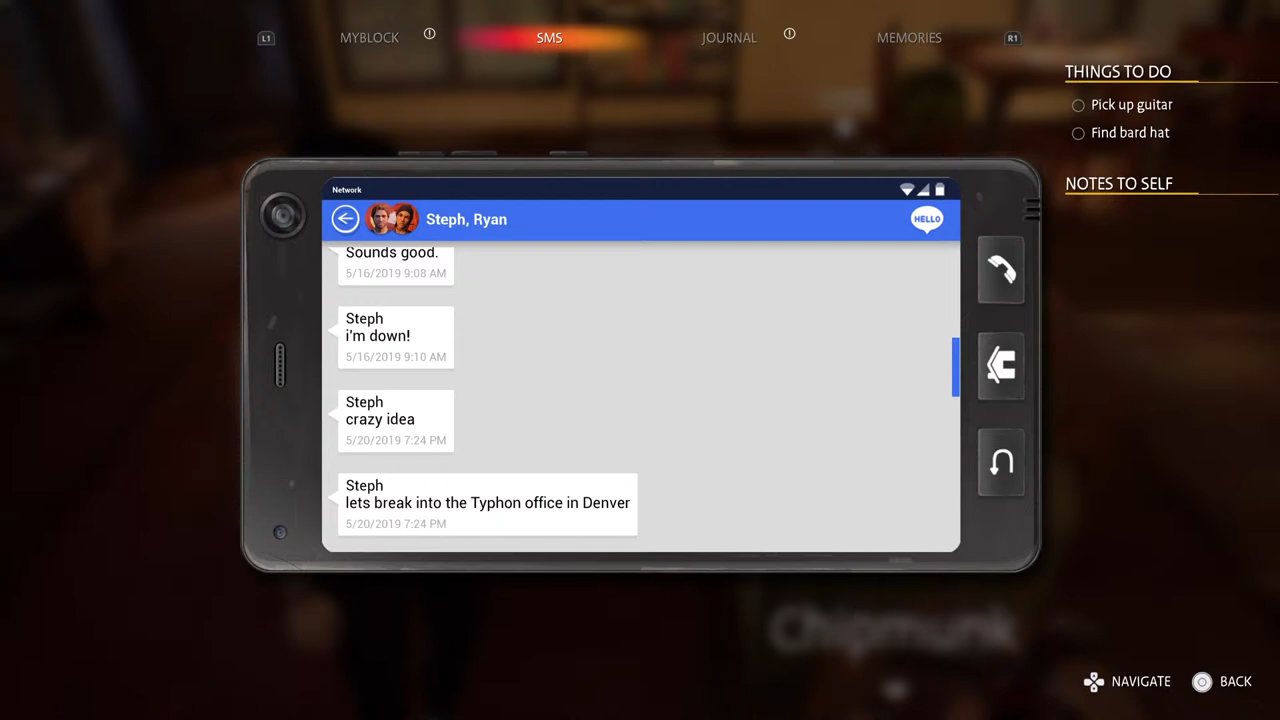 L1
MYBLOCK
SMS
JOURNAL
MEMORIES
R1
THINGS TO DO
Pick up guitar
Find bard hat
NOTES TO SELF
Network
Steph, Ryan
HELLO
Sounds good.
5/16/2019 9:08 AM
Steph
i'm down!
5/16/2019 9:10 AM
Steph
crazy idea
5/20/2019 7:24 PM
Steph
lets break into the Typhon office in Denver
5/20/2019 7:24 PM
Chipmunk
NAVIGATE
BACK